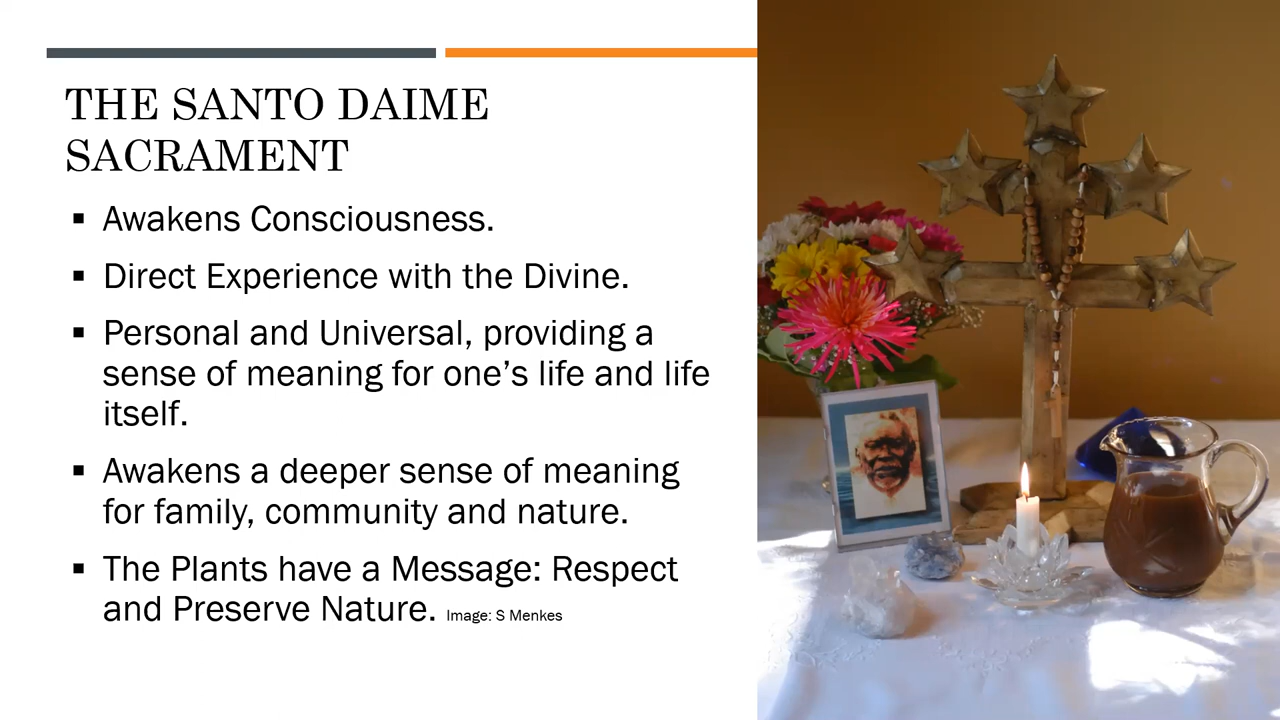 THE SANTO DAIME
SACRAMENT
▪ Awakens Consciousness.
▪ Direct Experience with the Divine.
▪ Personal and Universal, providing a
sense of meaning for one’s life and life
itself.
▪ Awakens a deeper sense of meaning
for family, community and nature.
▪ The Plants have a Message: Respect
and Preserve Nature. Image: S Menkes